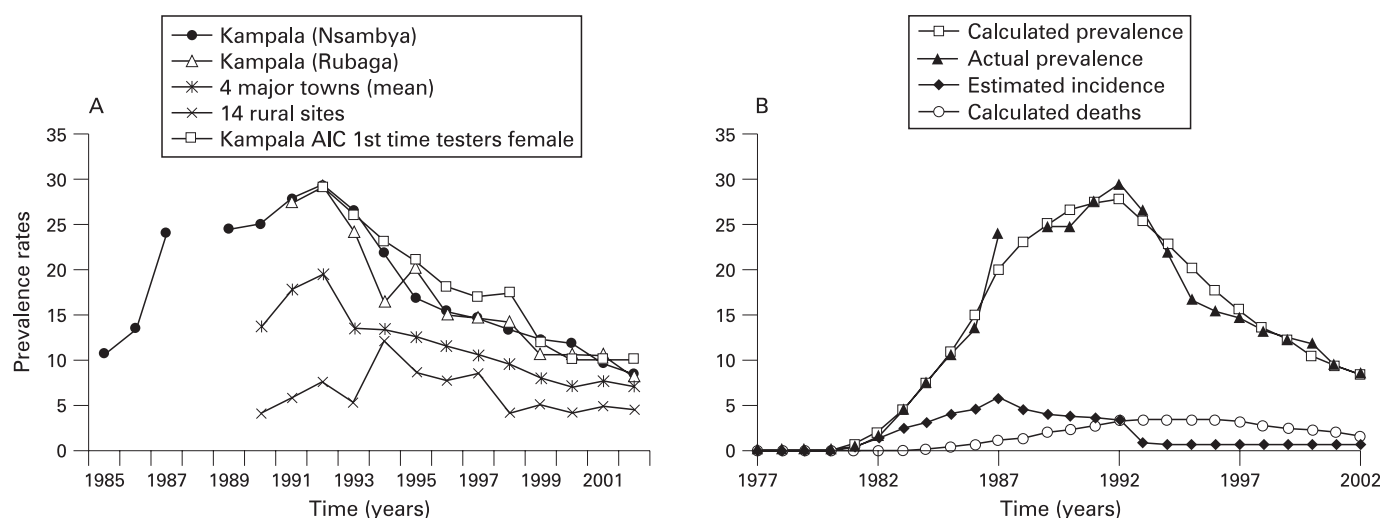 Kampala (Nsambya)
Kampala (Rubaga)
4 major towns (mean)
14 rural sites
Kampala AIC 1st time testers female
A
35
30
25
20
15
10
5
0
Prevalence rates
1985 1987 1989 1991 1993 1995 1997 1999 2001
Time (years)
Calculated prevalence
Actual prevalence
Estimated incidence
Calculated deaths
B
35
30
25
20
15
10
5
0
1977 1982 1987 1992 1997 2002
Time (years)